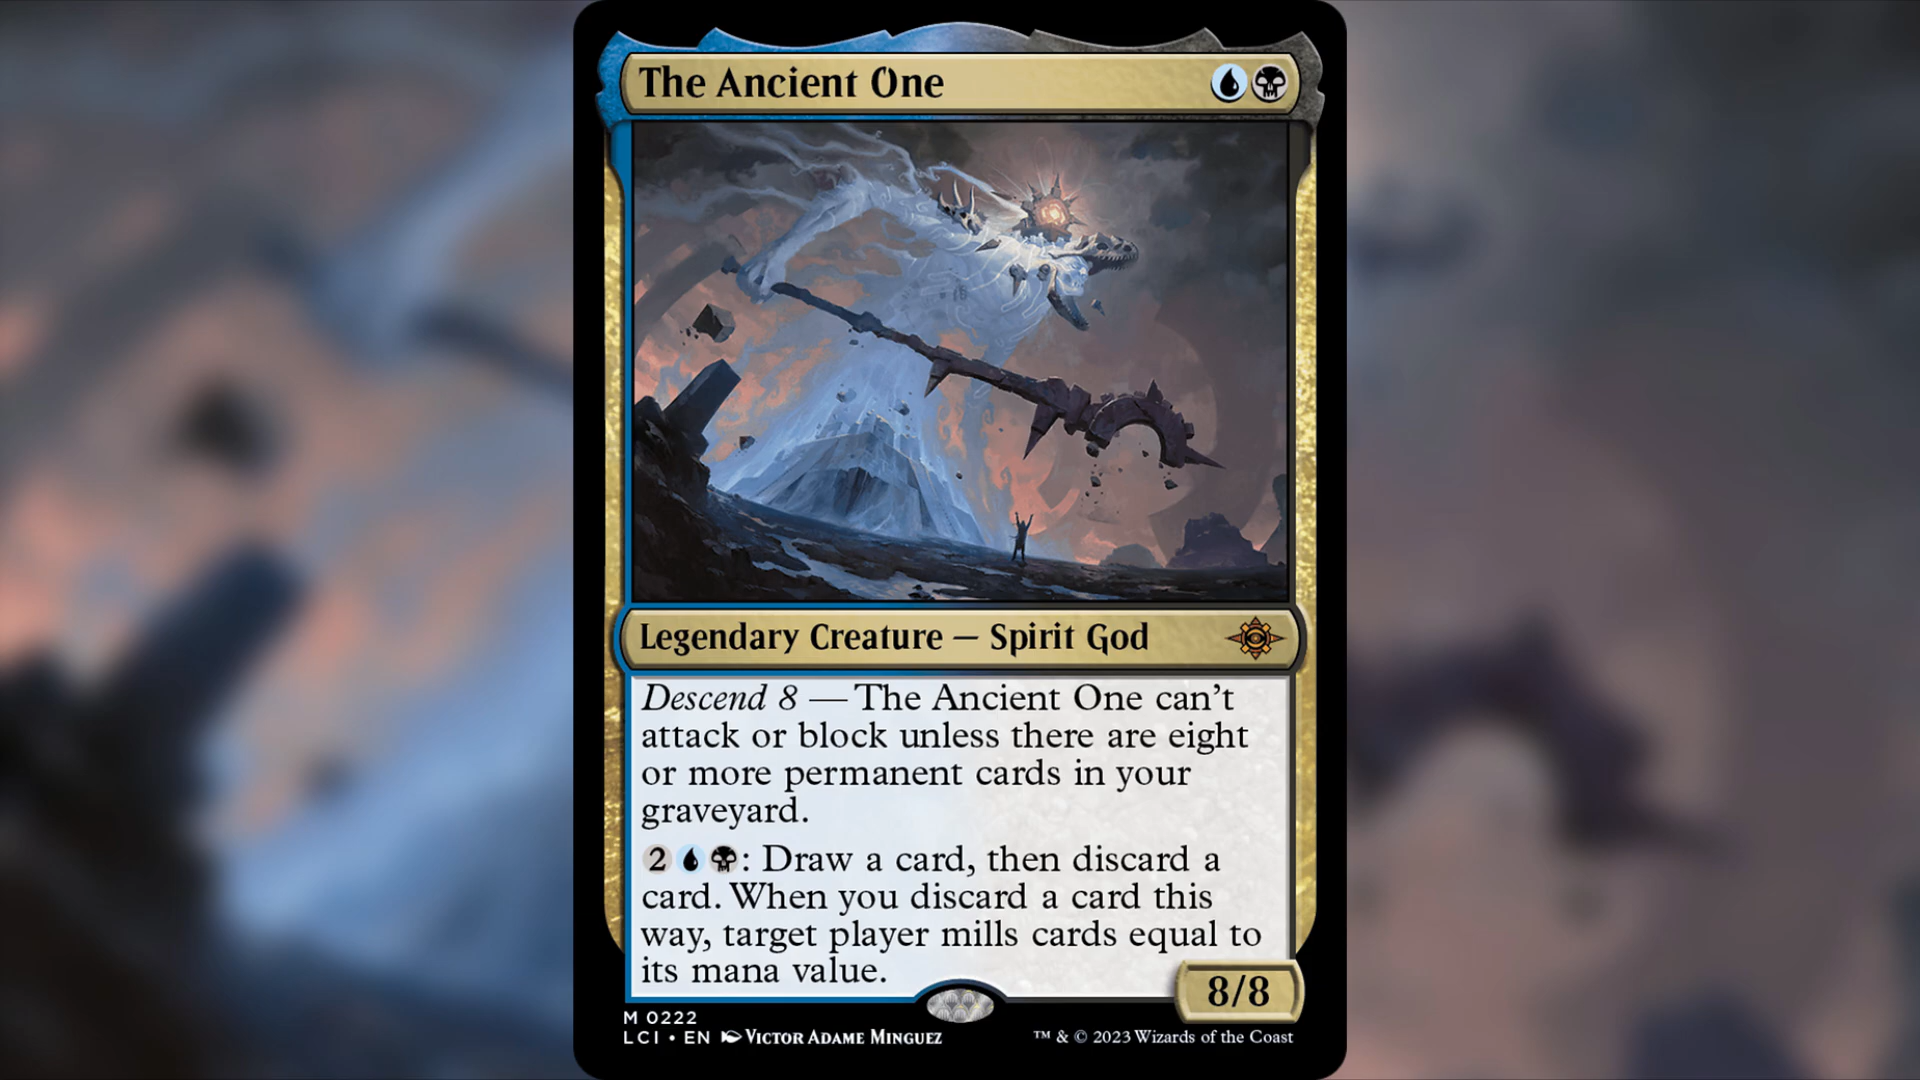 The Ancient One
Legendary Creature — Spirit God
Descend 8 — The Ancient One can't
attack or block unless there are eight
or more permanent cards in your
graveyard.
2 : Draw a card, then discard a
card. When you discard a card this
way, target player mills cards equal to
its mana value.
8/8
M 0222
LCI • EN Victor Adame Minguez
™ & © 2023 Wizards of the Coast